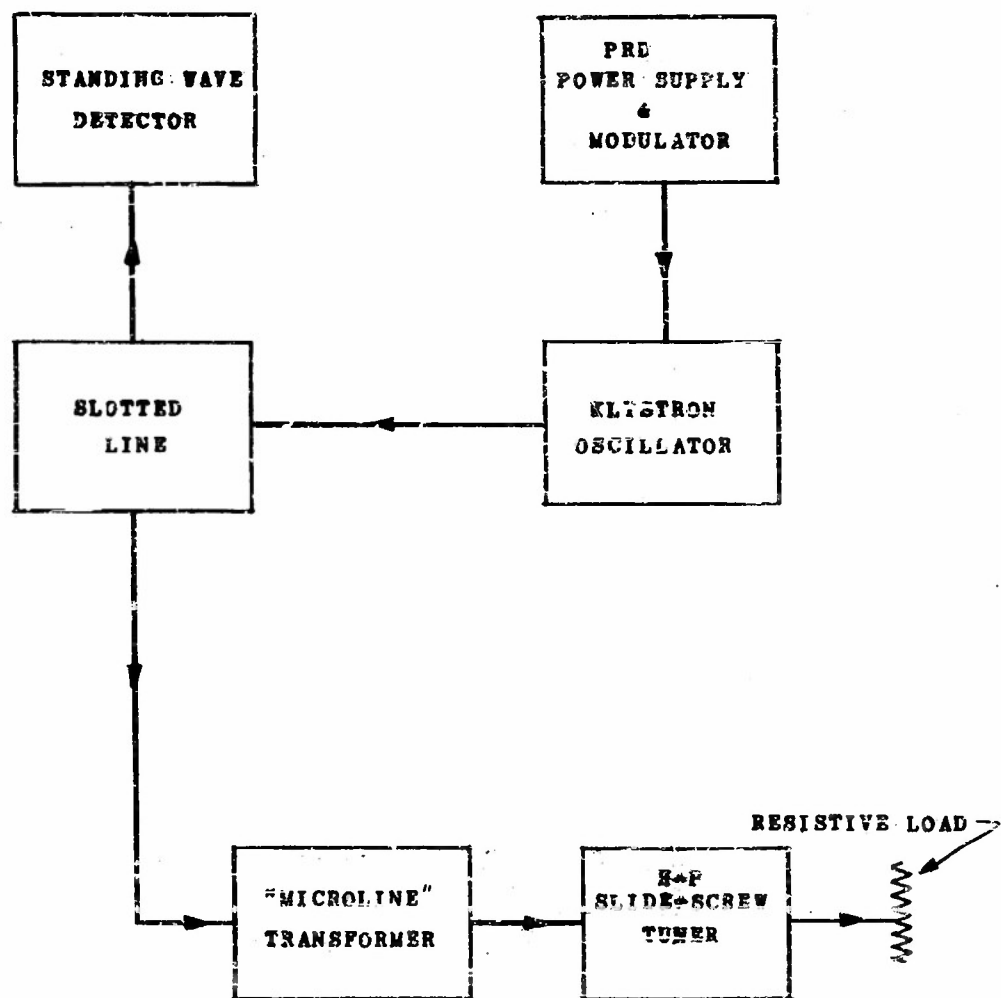 STANDING WAVE
DETECTOR
PRD
POWER SUPPLY
&
MODULATOR
SLOTTED
LINE
KLYSTRON
OSCILLATOR
RESISTIVE LOAD
"MICROLINE"
TRANSFORMER
H-P
SLIDE-SCREW
TUNER